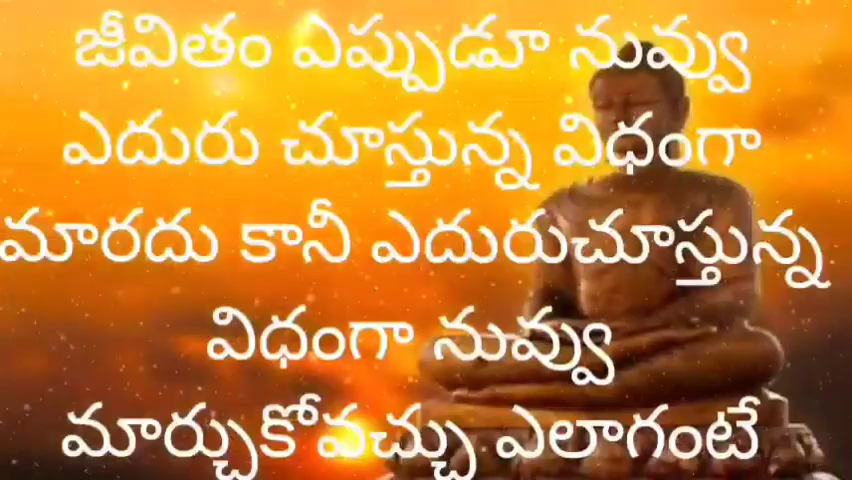 జీవితం ఎప్పుడూ నువ్వు
ఎదురు చూస్తున్న విధంగా
మారదు కానీ ఎదురుచూస్తున్న
విధంగా నువ్వు
మార్చుకోవచ్చు ఎలాగంటే